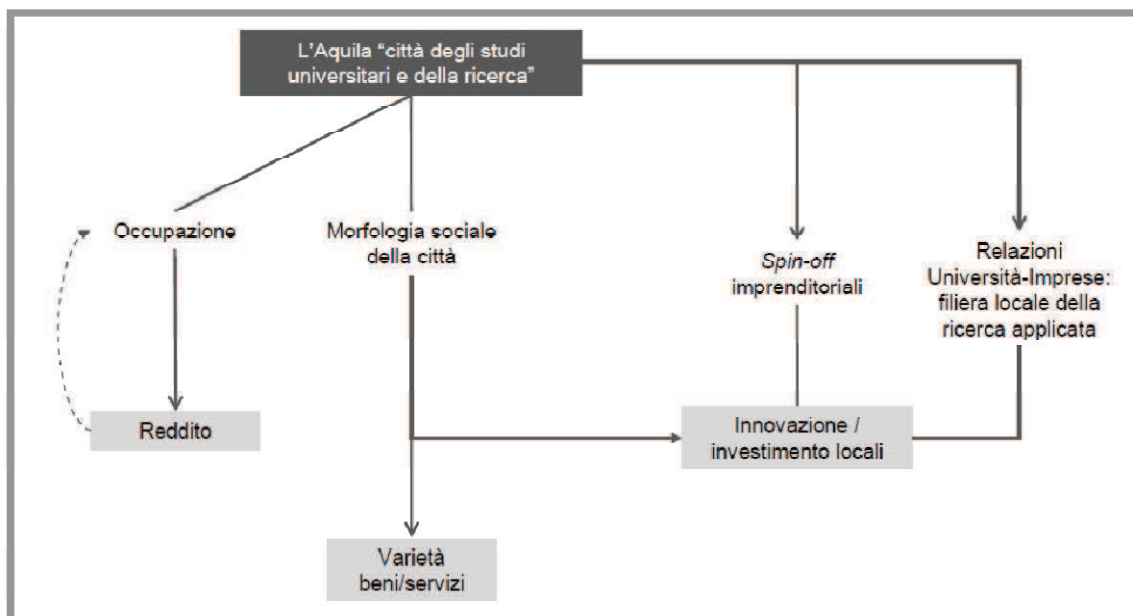 L’Aquila “città degli studi
universitari e della ricerca”
Occupazione
Morfologia sociale
della città
Spin-off
imprenditoriali
Relazioni
Università-Imprese:
filiera locale della
ricerca applicata
Reddito
Innovazione /
investimento locali
Varietà
beni/servizi